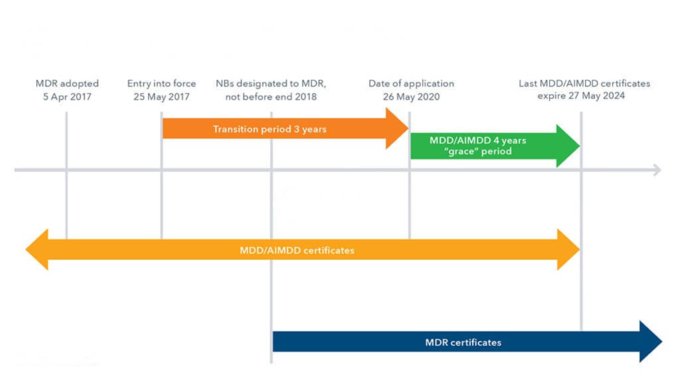 MDR adopted
5 Apr 2017
Entry into force
25 May 2017
NBs designated to MDR,
not before end 2018
Date of application
26 May 2020
Last MDD/AIMDD certificates
expire 27 May 2024
Transition period 3 years
MDD/AIMDD 4 years
"grace" period
MDD/AIMDD certificates
MDR certificates